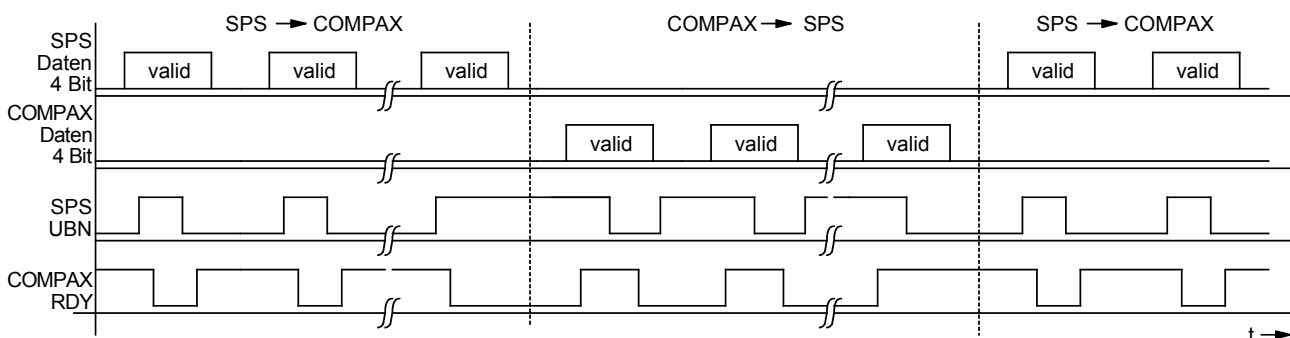 SPS → COMPAX
COMPAX → SPS
SPS → COMPAX
SPS
Daten
4 Bit
valid
valid
valid
valid
valid
COMPAX
Daten
4 Bit
valid
valid
valid
SPS
UBN
COMPAX
RDY
t